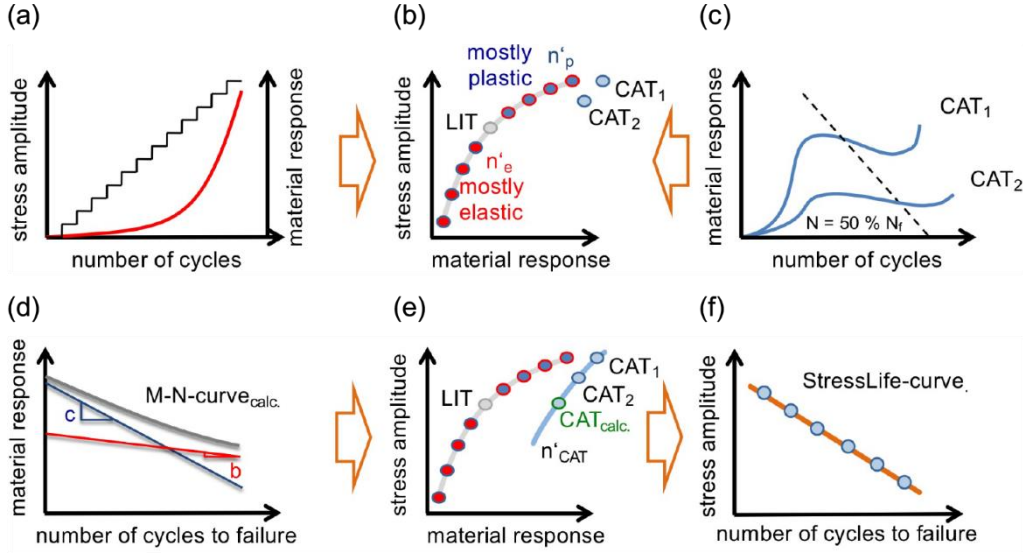 (a)
stress amplitude
material response
number of cycles
(b)
stress amplitude
mostly
plastic
n'p
CAT1
CAT2
LIT
n'e
mostly
elastic
material response
(c)
material response
CAT1
CAT2
N = 50 % Nf
number of cycles
(d)
material response
M-N-curvecalc.
c
b
number of cycles to failure
(e)
stress amplitude
LIT
CAT1
CAT2
CATcalc.
n'CAT
material response
(f)
stress amplitude
StressLife-curve.
number of cycles to failure